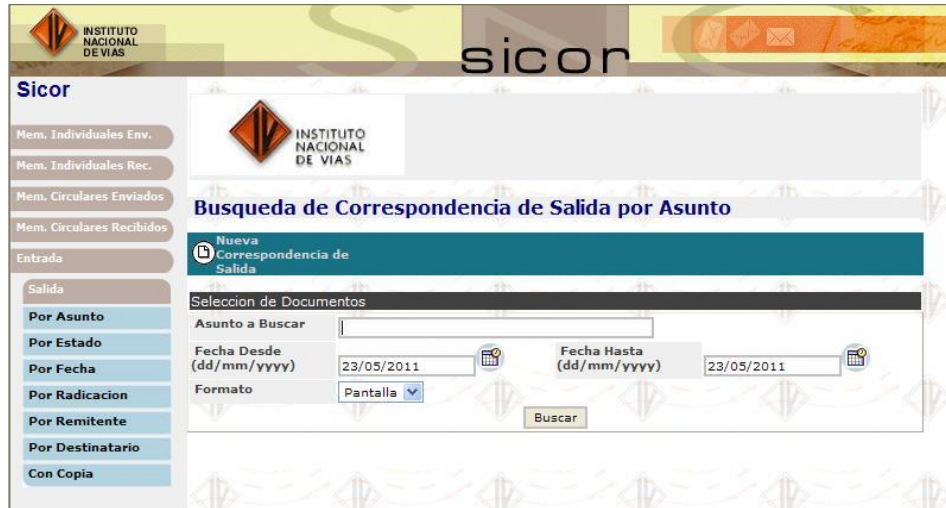 INSTITUTO
NACIONAL
DE VIAS
sicor
Sicor
Mem. Individuales Env.
Mem. Individuales Rec.
Mem. Circulares Enviados
Mem. Circulares Recibidos
Entrada
Salida
Por Asunto
Por Estado
Por Fecha
Por Radicacion
Por Remitente
Por Destinatario
Con Copia
INSTITUTO
NACIONAL
DE VIAS
Busqueda de Correspondencia de Salida por Asunto
Nueva
Correspondencia de
Salida
Seleccion de Documentos
Asunto a Buscar
Fecha Desde
(dd/mm/yyyy) 23/05/2011
Fecha Hasta
(dd/mm/yyyy) 23/05/2011
Formato Pantalla
Buscar